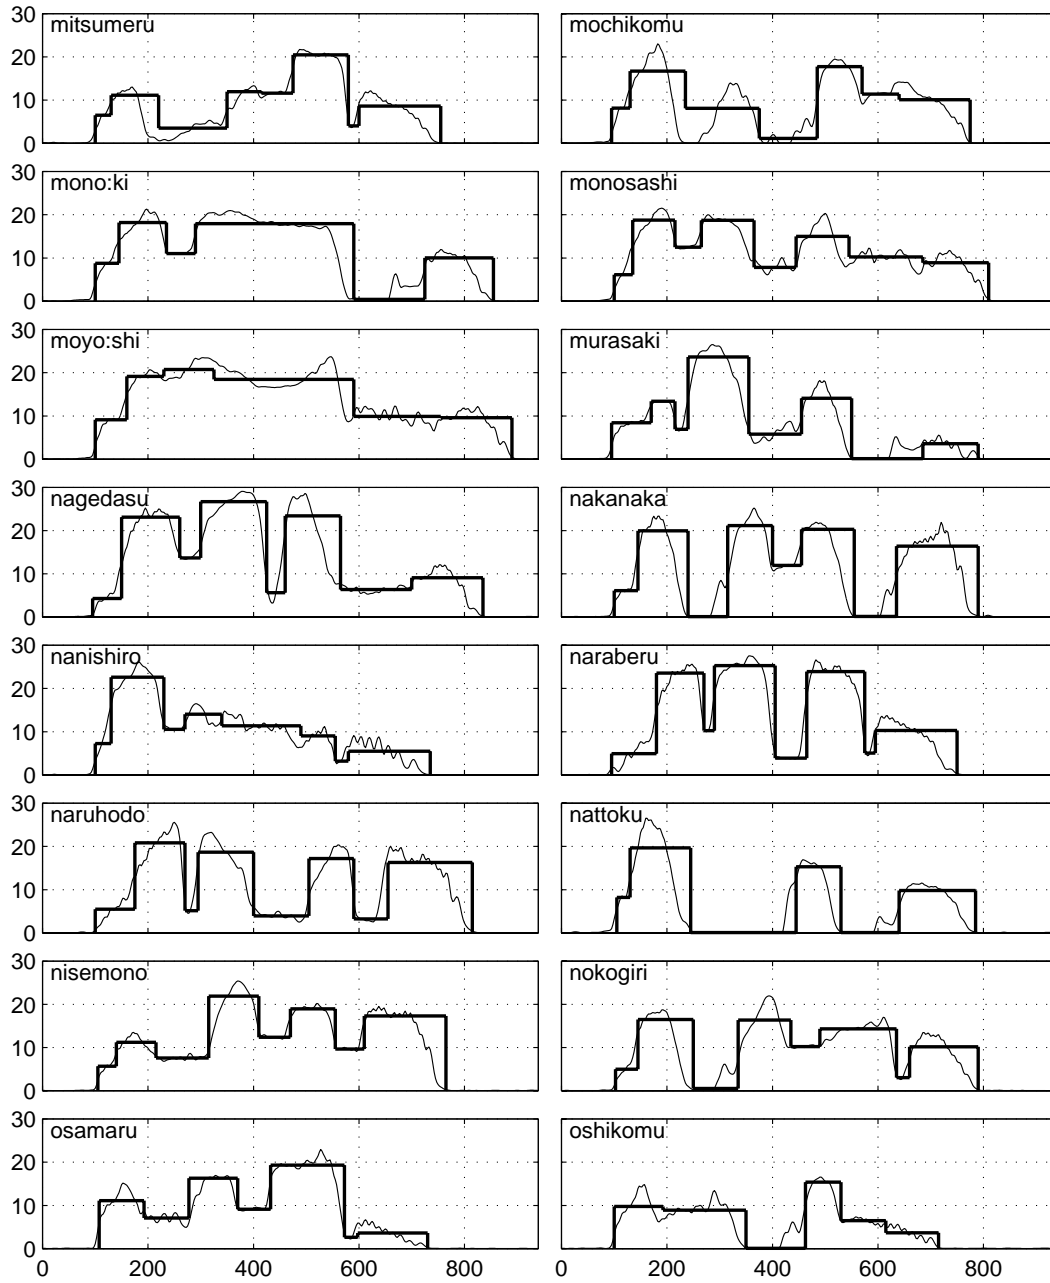 30 mitsumeru mochikomu
20
10
0
30 mono:ki monosashi
20
10
0
30 moyo:shi murasaki
20
10
0
30 nagedasu nakanaka
20
10
0
30 nanishiro naraberu
20
10
0
30 naruhodo nattoku
20
10
0
30 nisemono nokogiri
20
10
0
30 osamaru oshikomu
20
10
0
0 200 400 600 800 0 200 400 600 800